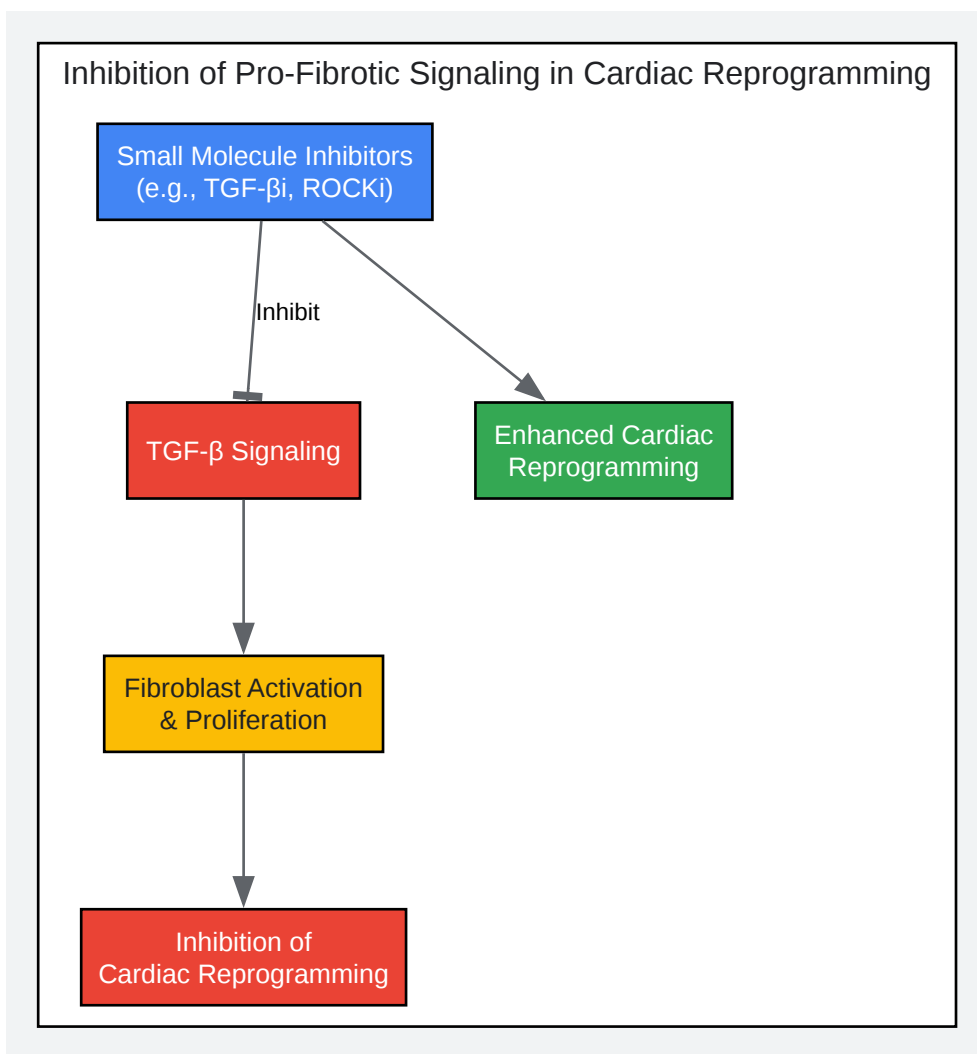 Inhibition of Pro-Fibrotic Signaling in Cardiac Reprogramming
Small Molecule Inhibitors
(e.g., TGF-βi, ROCKi)
Inhibit
TGF-β Signaling
Enhanced Cardiac
Reprogramming
Fibroblast Activation
& Proliferation
Inhibition of
Cardiac Reprogramming